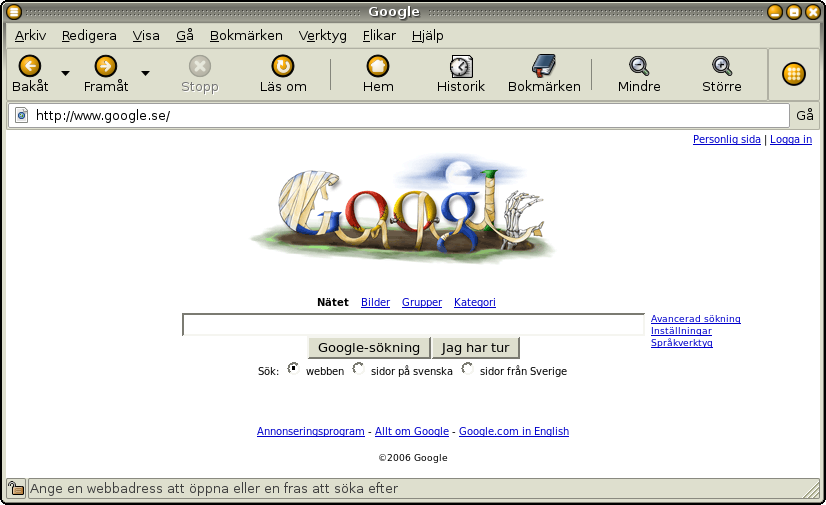 Google
Arkiv Redigera Visa Gå Bokmärken Verktyg Flikar Hjälp
Bakåt Framåt Stopp Läs om Hem Historik Bokmärken Mindre Större
http://www.google.se/ Gå
Personlig sida | Logga in
Google
Nätet Bilder Grupper Kategori
Avancerad sökning
Inställningar
Språkverktyg
Google-sökning Jag har tur
Sök: webben sidor på svenska sidor från Sverige
Annonseringsprogram - Allt om Google - Google.com in English
©2006 Google
Ange en webbadress att öppna eller en fras att söka efter